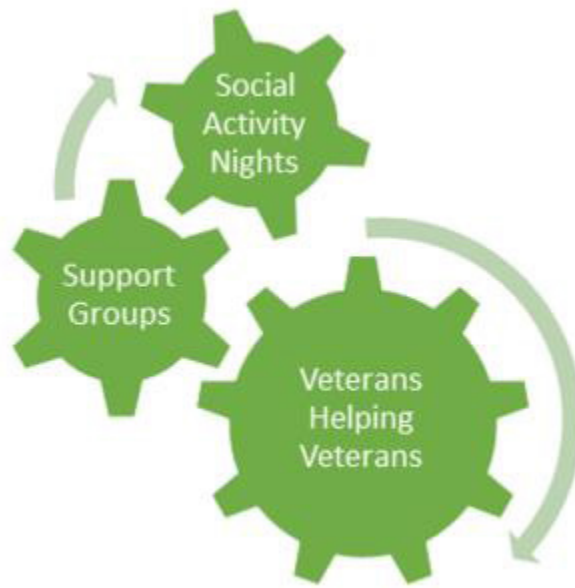 Social
Activity
Nights
Support
Groups
Veterans
Helping
Veterans